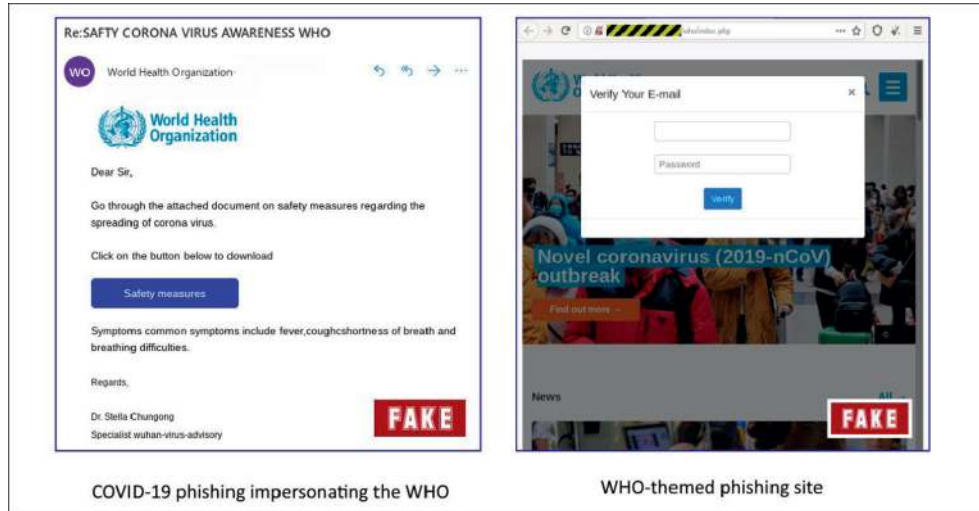 Re:SAFTY CORONA VIRUS AWARENESS WHO
WO
World Health Organization
World Health
Organization
Dear Sir,
Go through the attached document on safety measures regarding the
spreading of corona virus.
Click on the button below to download
Safety measures
Symptoms common symptoms include fever,coughcshortness of breath and
breathing difficulties.
Regards,
Dr. Stella Chungong
Specialist wuhan-virus-advisory
FAKE
COVID-19 phishing impersonating the WHO
Verify Your E-mail
×
Password
Verify
Novel coronavirus (2019-nCoV)
outbreak
Find out more →
News
All →
FAKE
WHO-themed phishing site